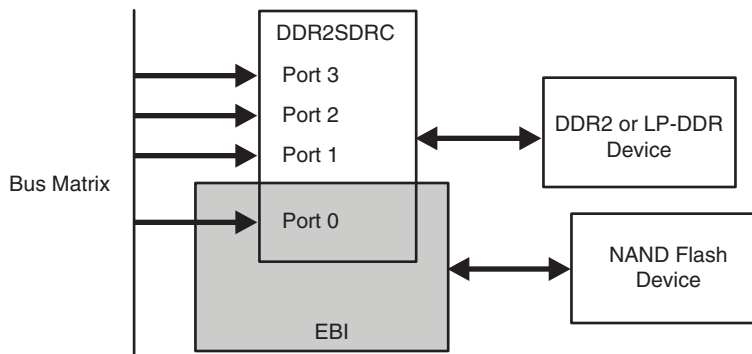 DDR2SDRC
Port 3
Port 2
Port 1
Port 0
Bus Matrix
EBI
DDR2 or LP-DDR
Device
NAND Flash
Device